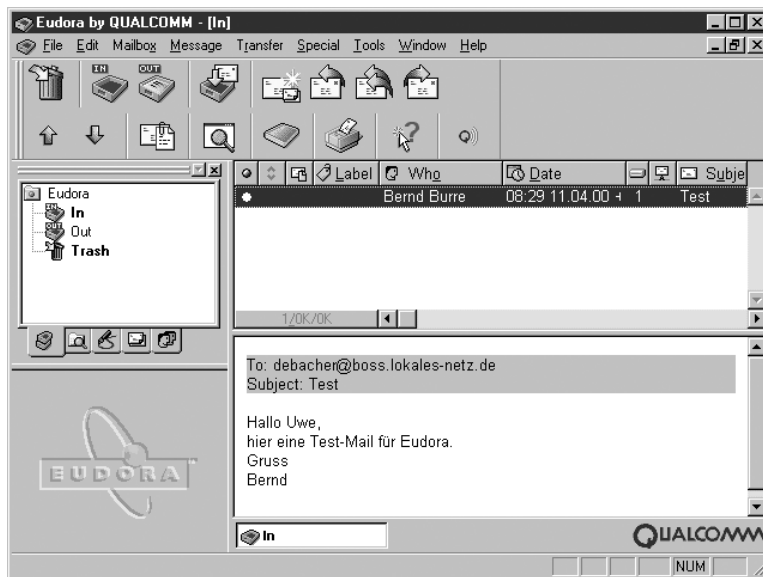 Eudora by QUALCOMM - [In]
File Edit Mailbox Message Transfer Special Tools Window Help
IN OUT
Eudora
In
Out
Trash
Label Who Date Subje
Bernd Burre 08:29 11.04.00 + 1 Test
1/0K/0K
To: debacher@boss.lokales-netz.de
Subject: Test
Hallo Uwe,
hier eine Test-Mail für Eudora.
Gruss
Bernd
EUDORA
In
QUALCOMM
NUM